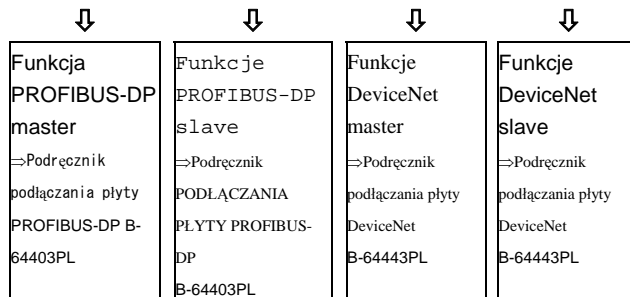 Funkcja
PROFIBUS-DP
master
⇒Podręcznik
podłączania płyty
PROFIBUS-DP B-
64403PL
Funkcje
PROFIBUS-DP
slave
⇒Podręcznik
PODŁĄCZANIA
PŁYTY PROFIBUS-
DP
B-64403PL
Funkcje
DeviceNet
master
⇒Podręcznik
podłączania płyty
DeviceNet
B-64443PL
Funkcje
DeviceNet
slave
⇒Podręcznik
podłączania płyty
DeviceNet
B-64443PL